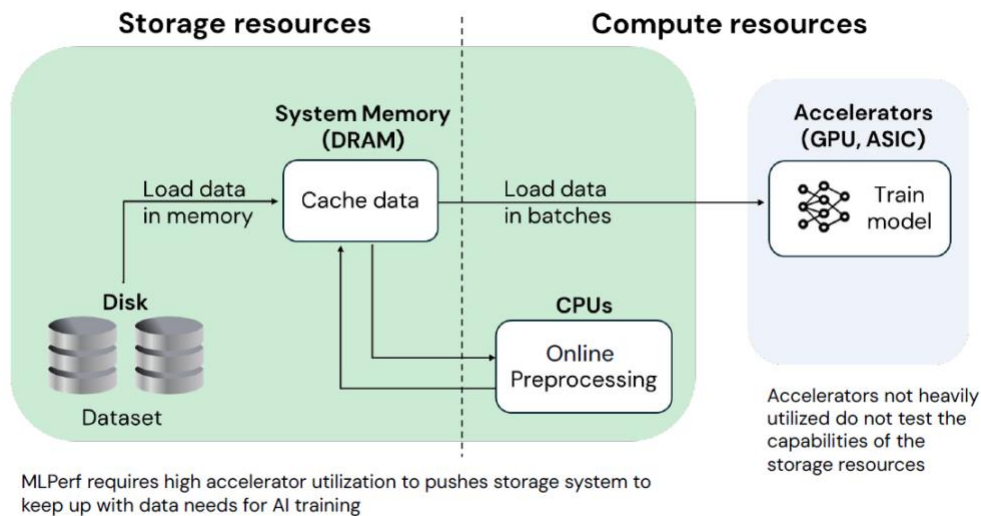 Storage resources
Compute resources
System Memory
(DRAM)
Accelerators
(GPU, ASIC)
Load data
in memory
Cache data
Load data
in batches
Train
model
Disk
CPUs
Online
Preprocessing
Dataset
Accelerators not heavily
utilized do not test the
capabilities of the
storage resources
MLPerf requires high accelerator utilization to pushes storage system to
keep up with data needs for AI training